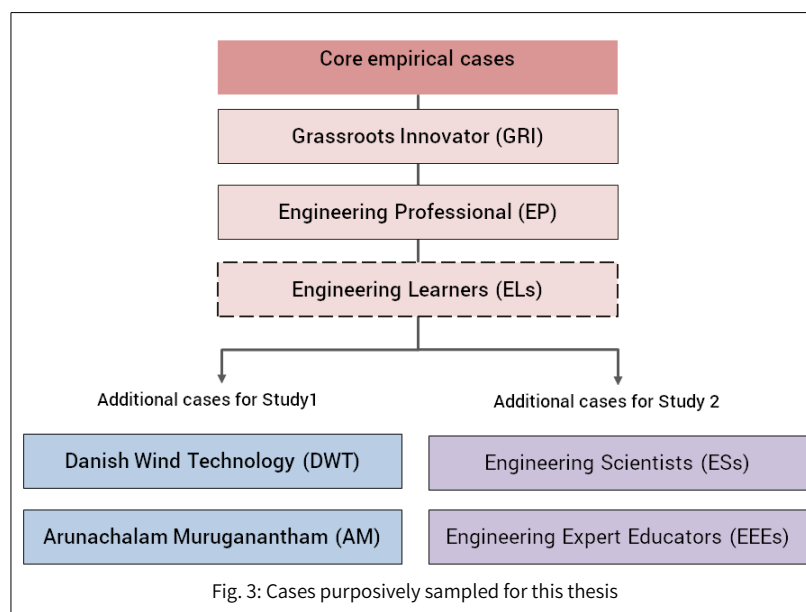 Core empirical cases
Grassroots Innovator (GRI)
Engineering Professional (EP)
Engineering Learners (ELs)
Additional cases for Study1
Additional cases for Study 2
Danish Wind Technology (DWT)
Engineering Scientists (ESs)
Arunachalam Muruganantham (AM)
Engineering Expert Educators (EEEs)
Fig. 3: Cases purposively sampled for this thesis